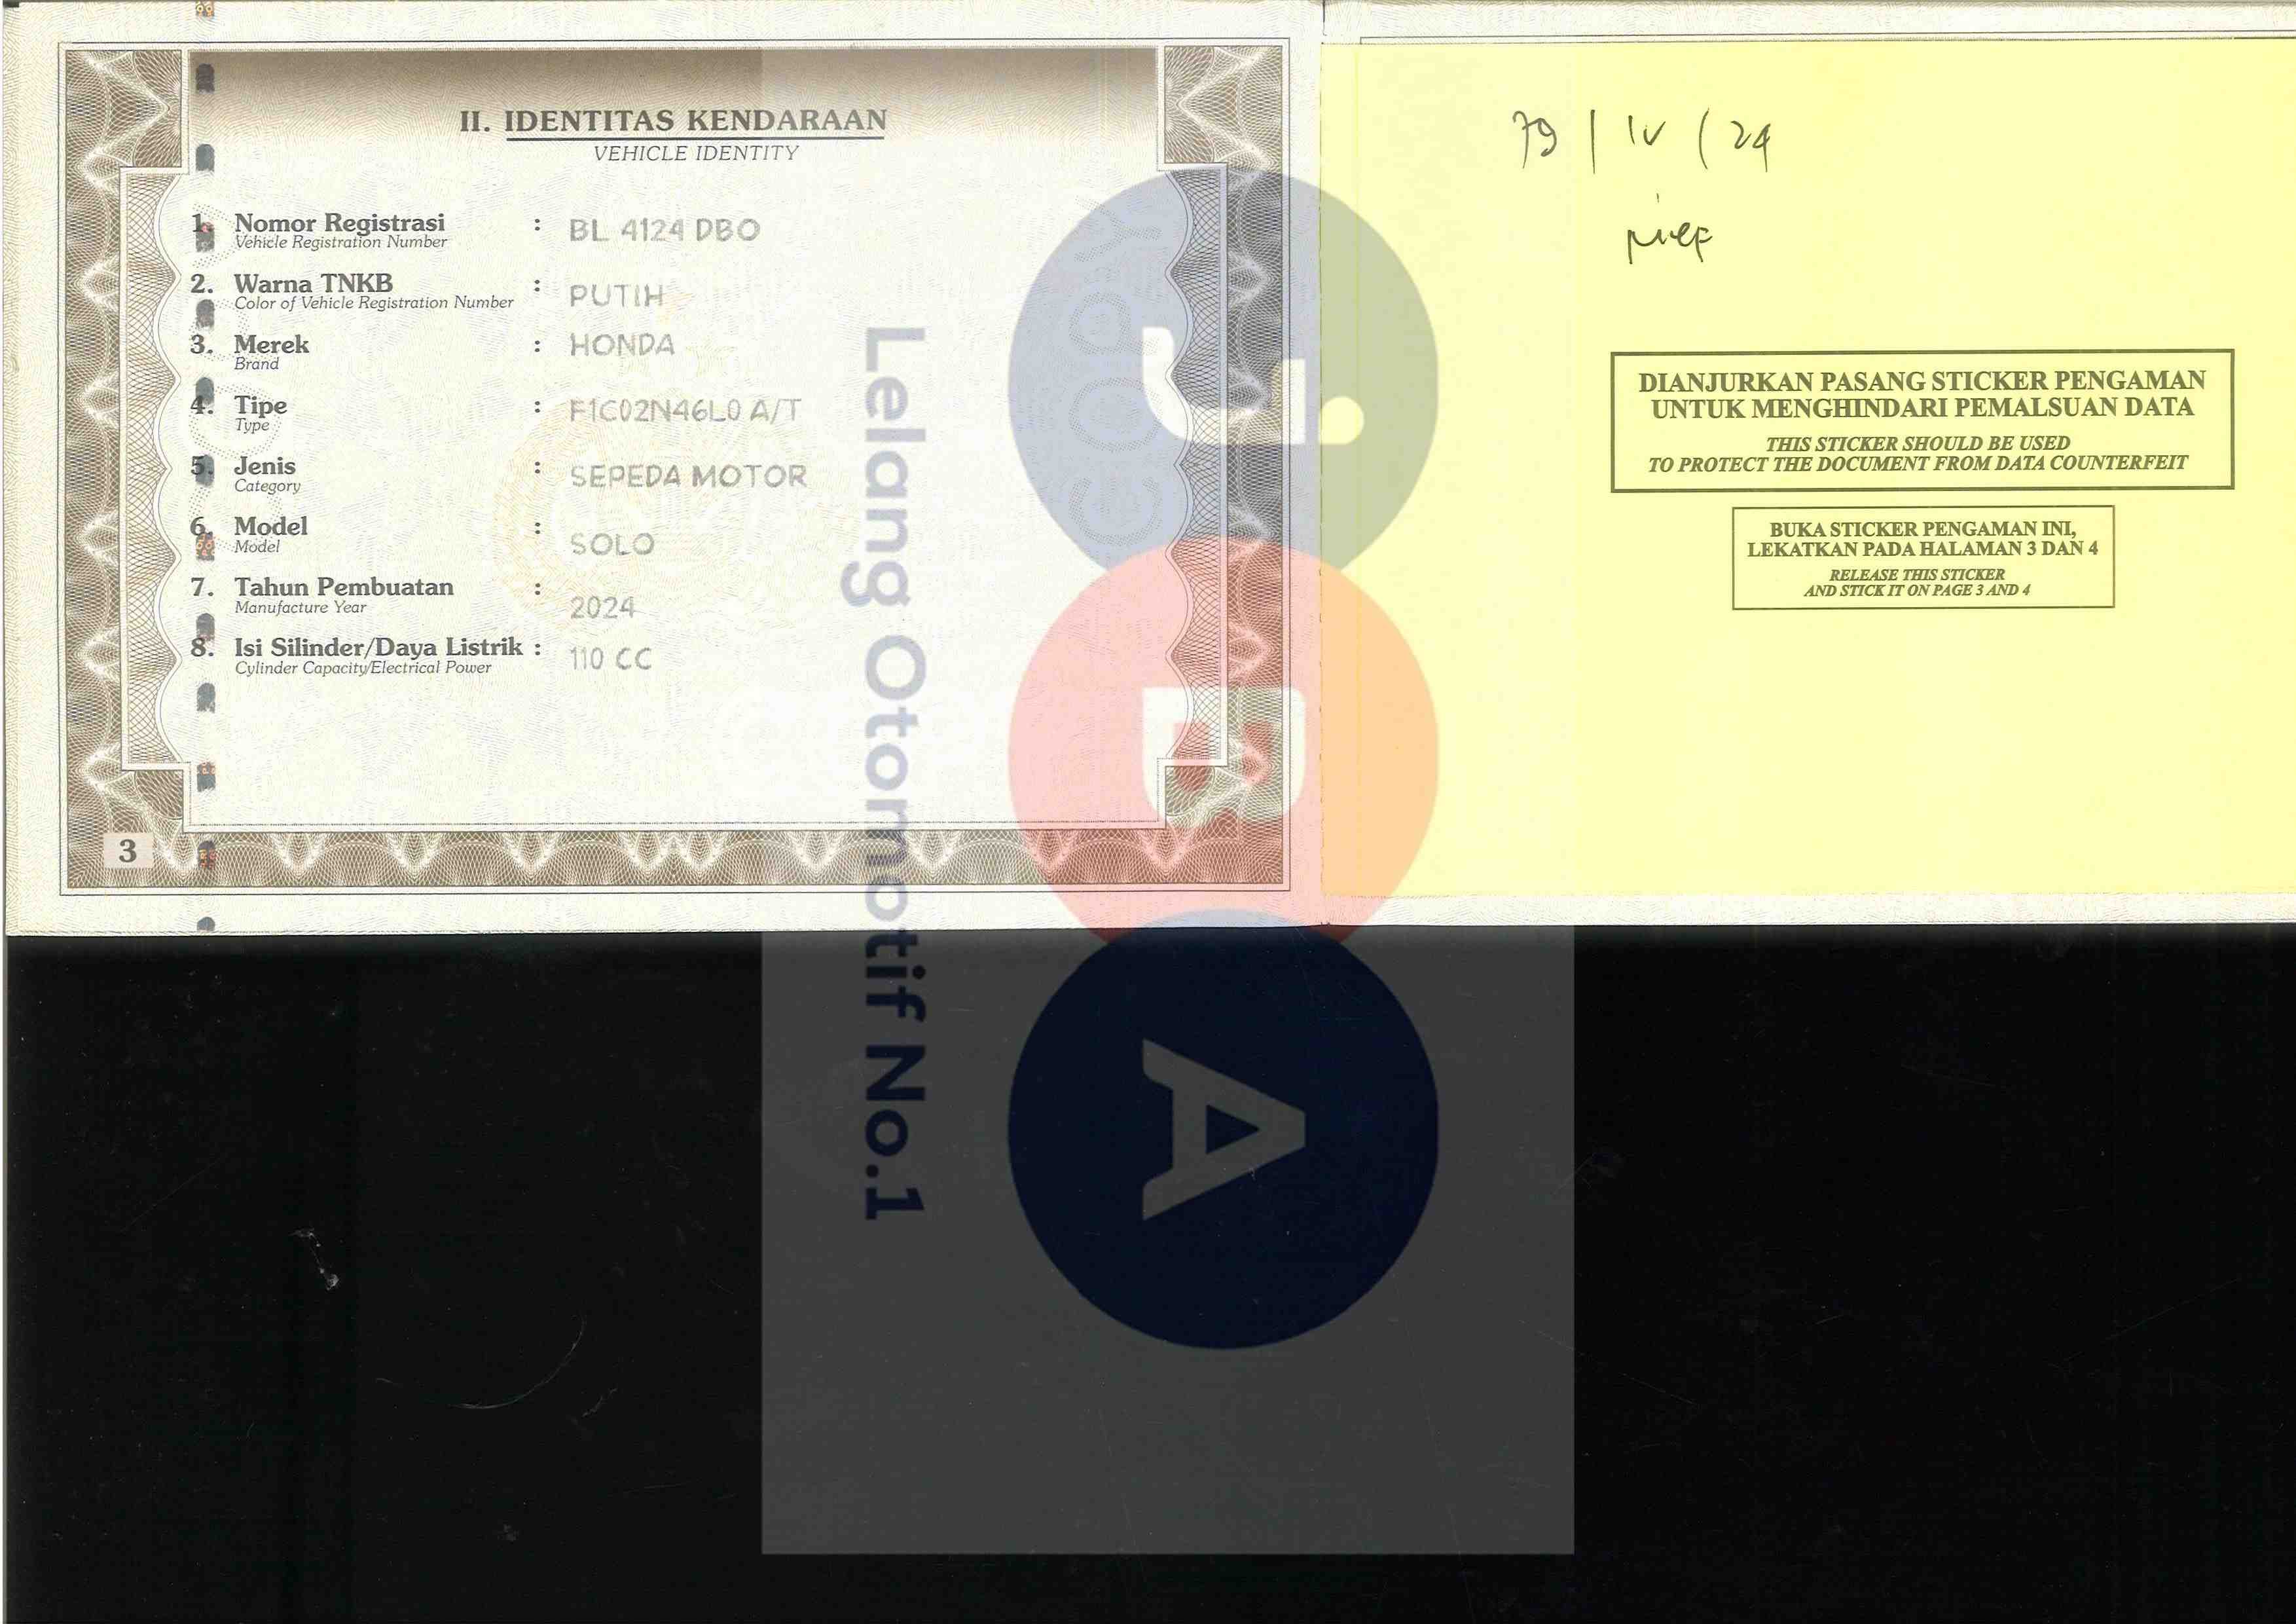 II. IDENTITAS KENDARAAN
VEHICLE IDENTITY
1. Nomor Registrasi : BL 4124 DBO
Vehicle Registration Number
2. Warna TNKB : PUTIH
Color of Vehicle Registration Number
3. Merek : HONDA
Brand
4. Tipe : F1C02N46L0 A/T
Type
5. Jenis : SEPEDA MOTOR
Category
6. Model : SOLO
Model
7. Tahun Pembuatan : 2024
Manufacture Year
8. Isi Silinder/Daya Listrik : 110 CC
Cylinder Capacity/Electrical Power
3
79 / IV / 24
DIANJURKAN PASANG STICKER PENGAMAN
UNTUK MENGHINDARI PEMALSUAN DATA
THIS STICKER SHOULD BE USED
TO PROTECT THE DOCUMENT FROM DATA COUNTERFEIT
BUKA STICKER PENGAMAN INI,
LEKATKAN PADA HALAMAN 3 DAN 4
RELEASE THIS STICKER
AND STICK IT ON PAGE 3 AND 4
JBA
Lelang Otomotif No.1